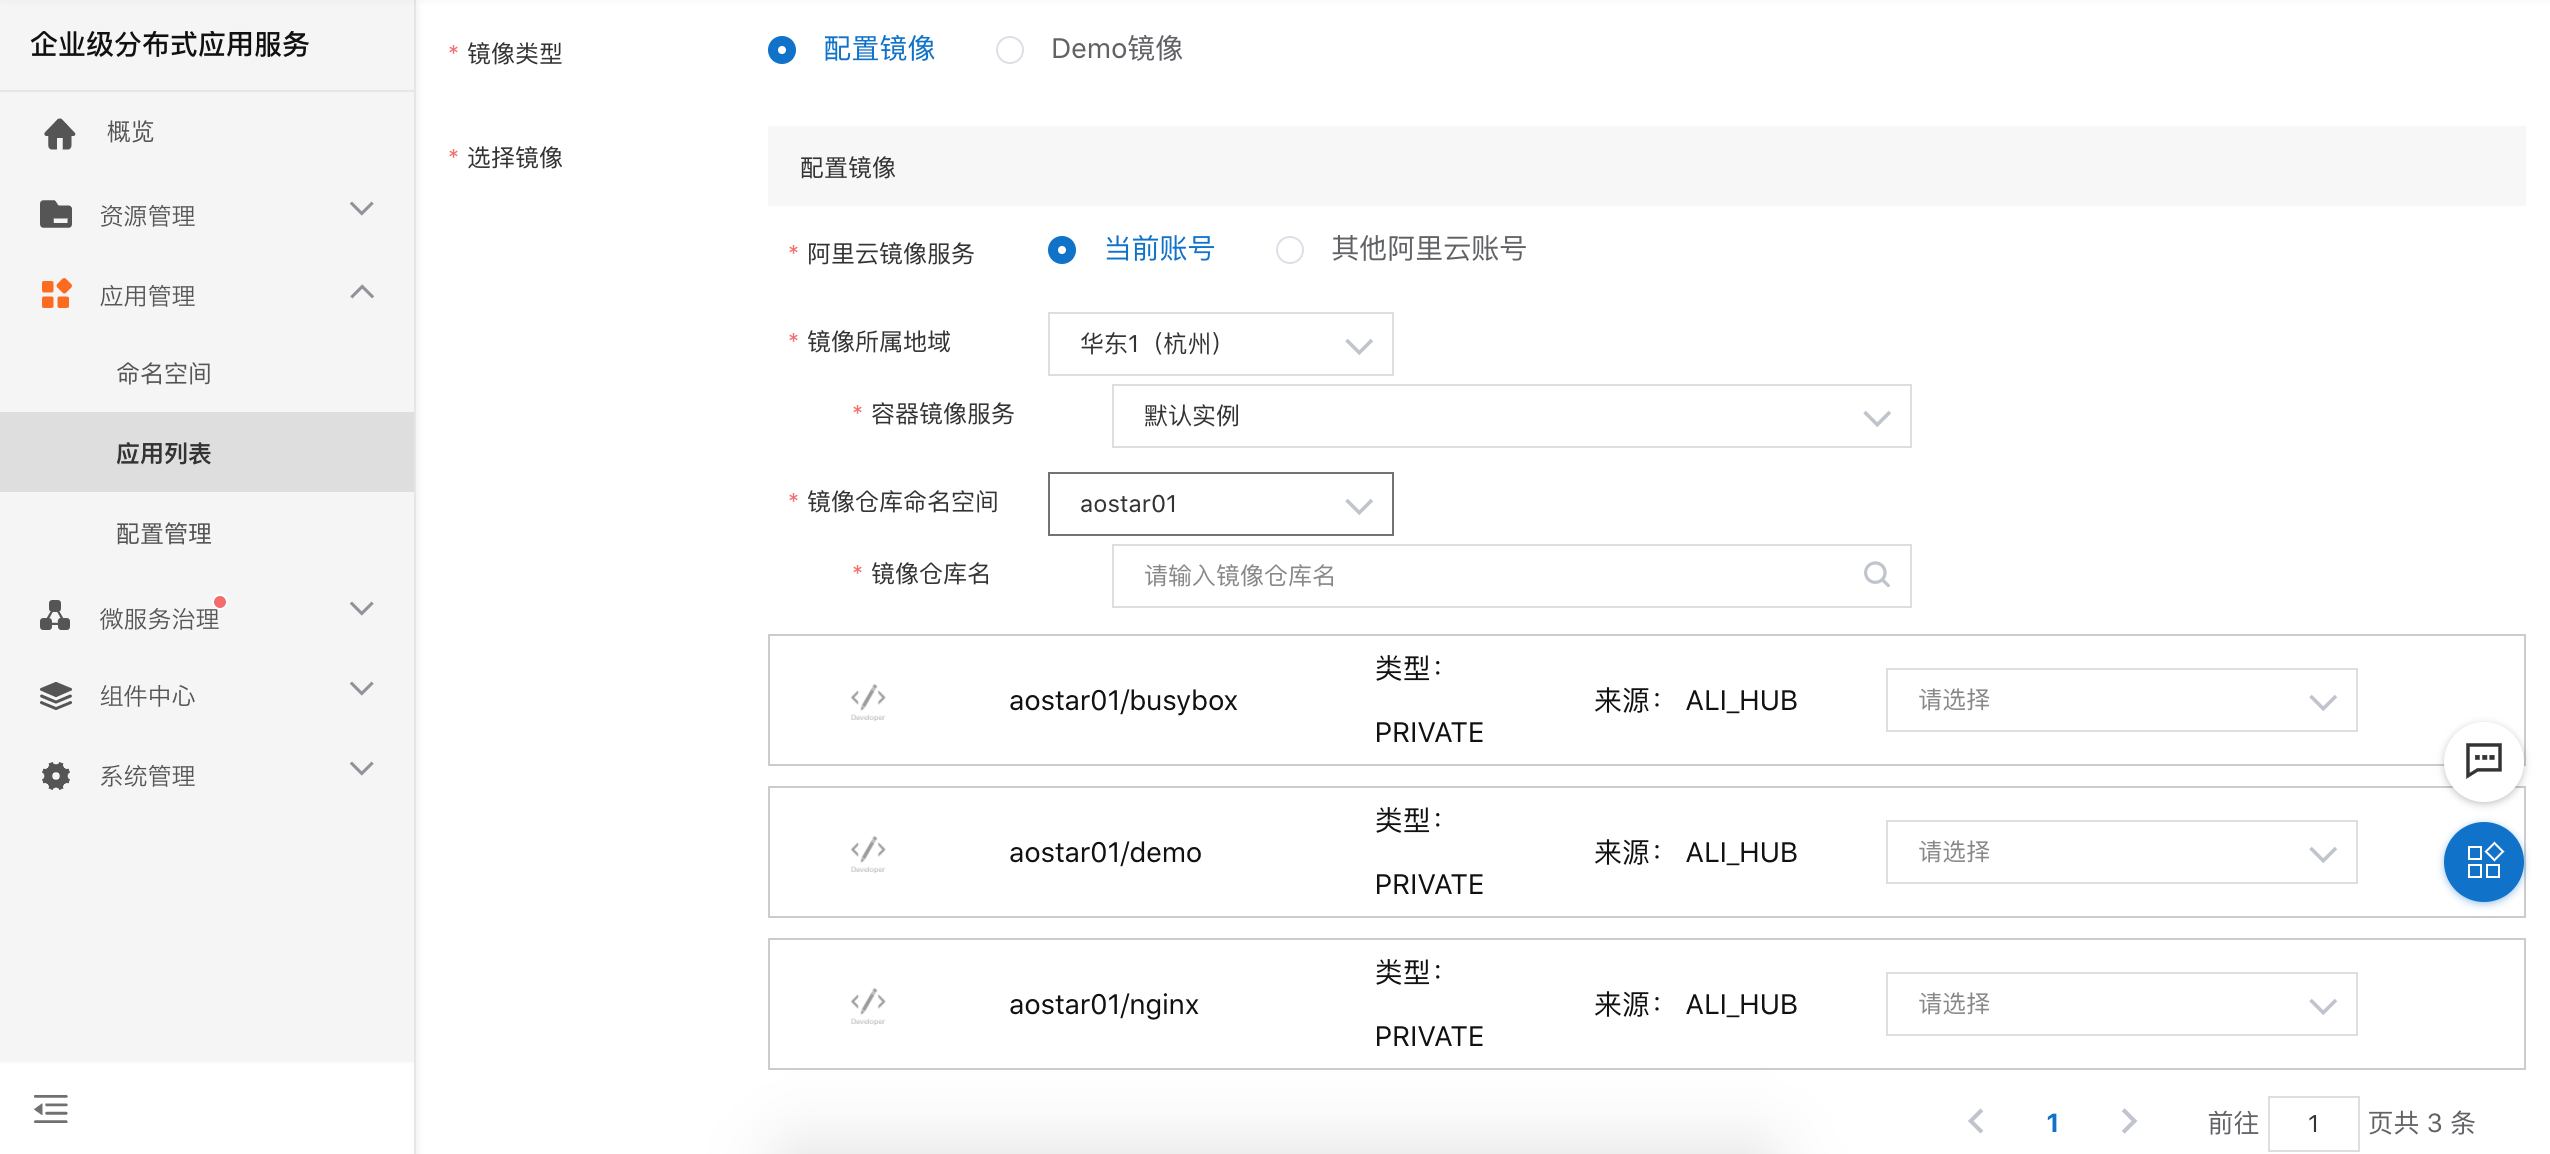 企业级分布式应用服务
概览
资源管理
应用管理
命名空间
应用列表
配置管理
微服务治理
组件中心
系统管理
* 镜像类型 配置镜像 Demo镜像
* 选择镜像 配置镜像
* 阿里云镜像服务 当前账号 其他阿里云账号
* 镜像所属地域 华东1（杭州）
* 容器镜像服务 默认实例
* 镜像仓库命名空间 aostar01
* 镜像仓库名 请输入镜像仓库名
Developer aostar01/busybox 类型： PRIVATE 来源： ALI_HUB 请选择
Developer aostar01/demo 类型： PRIVATE 来源： ALI_HUB 请选择
Developer aostar01/nginx 类型： PRIVATE 来源： ALI_HUB 请选择
1 前往 1 页共 3 条